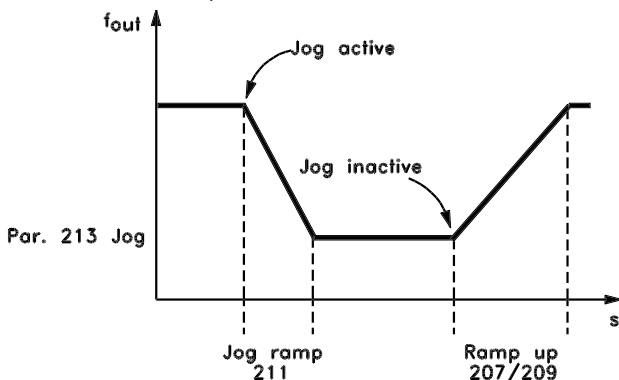 fout
Jog active
Jog inactive
Par. 213 Jog
s
Jog ramp
211
Ramp up
207/209